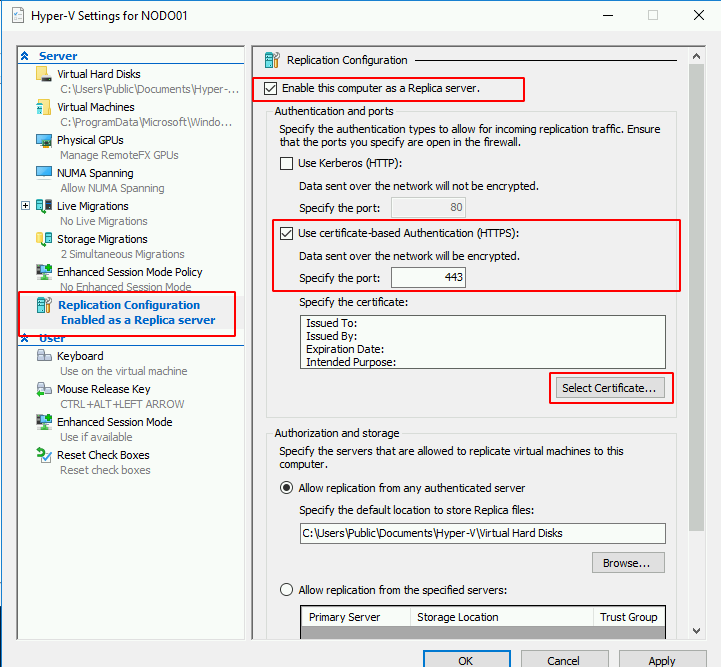 Hyper-V Settings for NODO01
Server
Virtual Hard Disks
C:\Users\Public\Documents\Hyper-...
Virtual Machines
C:\ProgramData\Microsoft\Windo...
Physical GPUs
Manage RemoteFX GPUs
NUMA Spanning
Allow NUMA Spanning
Live Migrations
No Live Migrations
Storage Migrations
2 Simultaneous Migrations
Enhanced Session Mode Policy
No Enhanced Session Mode
Replication Configuration
Enabled as a Replica server
User
Keyboard
Use on the virtual machine
Mouse Release Key
CTRL+ALT+LEFT ARROW
Enhanced Session Mode
Use if available
Reset Check Boxes
Reset check boxes
Replication Configuration
Enable this computer as a Replica server.
Authentication and ports
Specify the authentication types to allow for incoming replication traffic. Ensure
that the ports you specify are open in the firewall.
Use Kerberos (HTTP):
Data sent over the network will not be encrypted.
Specify the port: 80
Use certificate-based Authentication (HTTPS):
Data sent over the network will be encrypted.
Specify the port: 443
Specify the certificate:
Issued To:
Issued By:
Expiration Date:
Intended Purpose:
Select Certificate...
Authorization and storage
Specify the servers that are allowed to replicate virtual machines to this
computer.
Allow replication from any authenticated server
Specify the default location to store Replica files:
C:\Users\Public\Documents\Hyper-V\Virtual Hard Disks
Browse...
Allow replication from the specified servers:
Primary Server Storage Location Trust Group
OK Cancel Apply